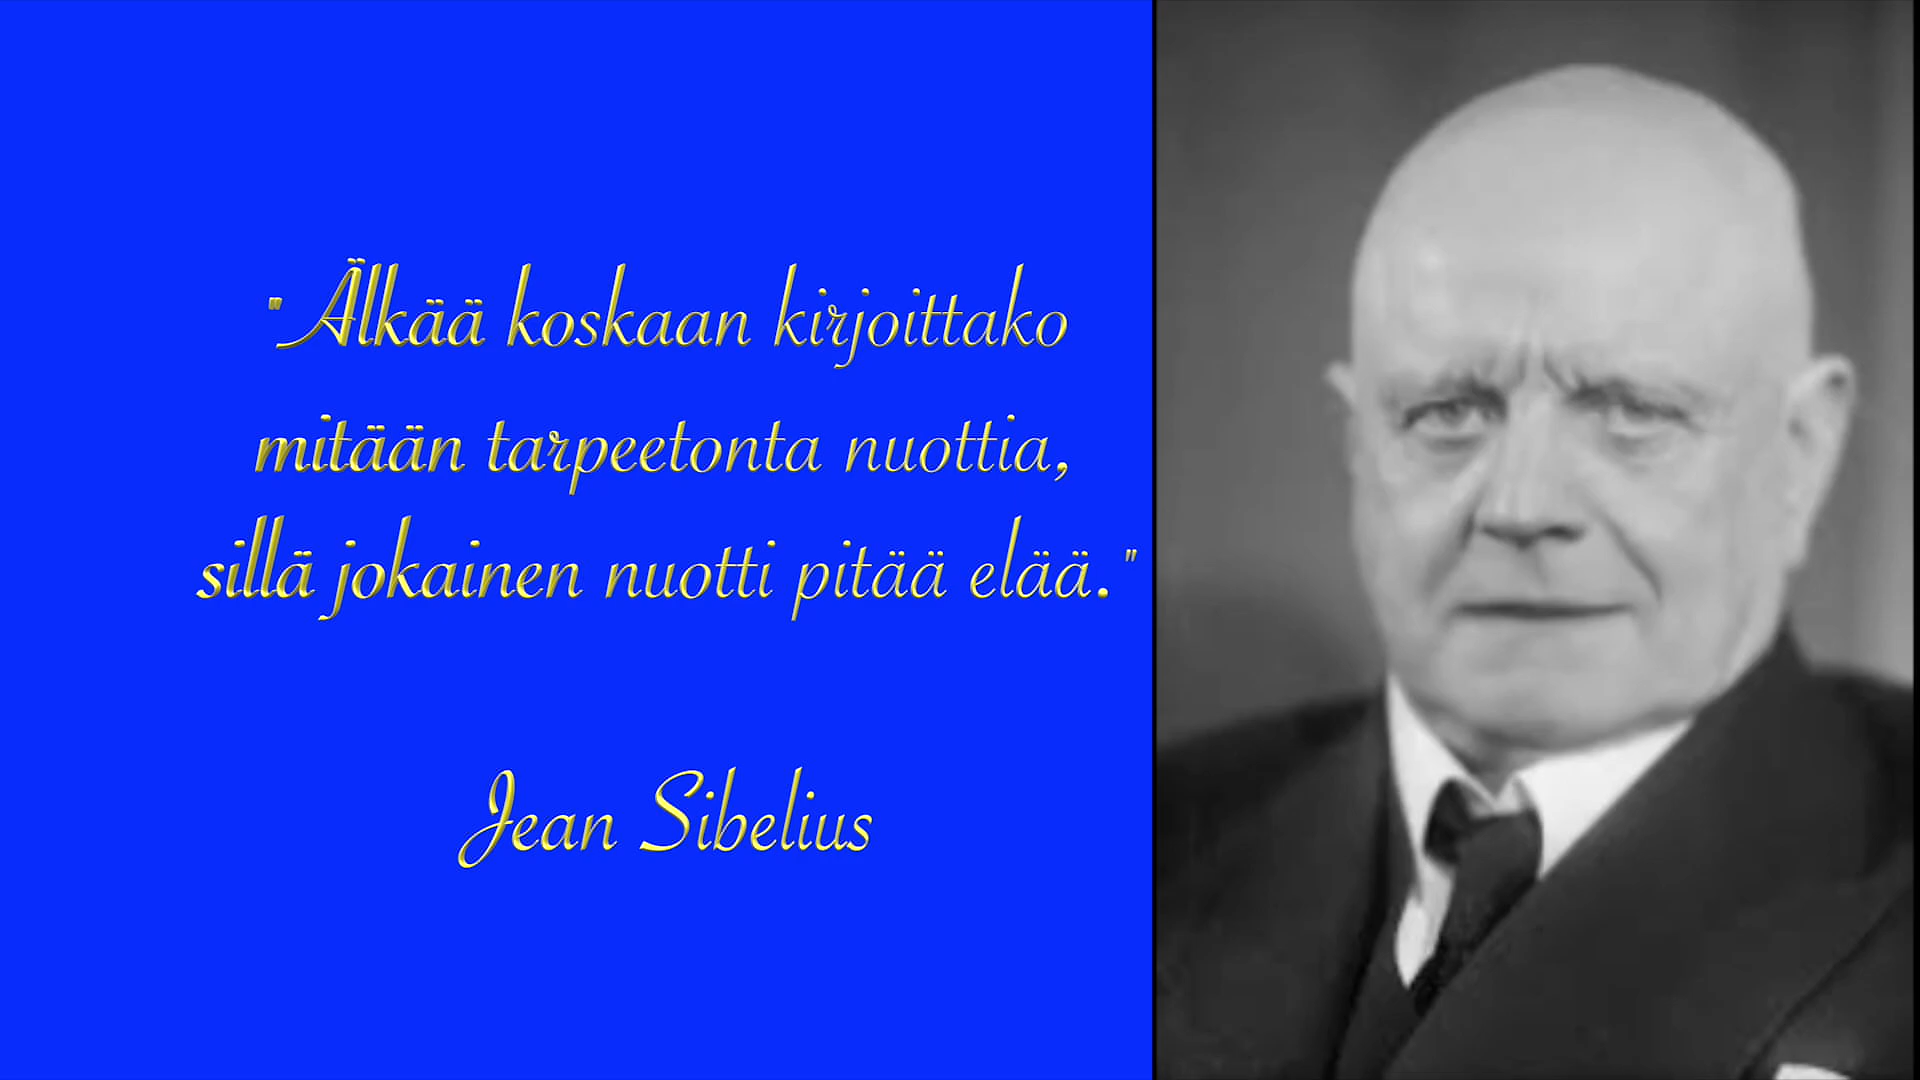 "Älkää koskaan kirjoittako
mitään tarpeetonta nuottia,
sillä jokainen nuotti pitää elää."
Jean Sibelius